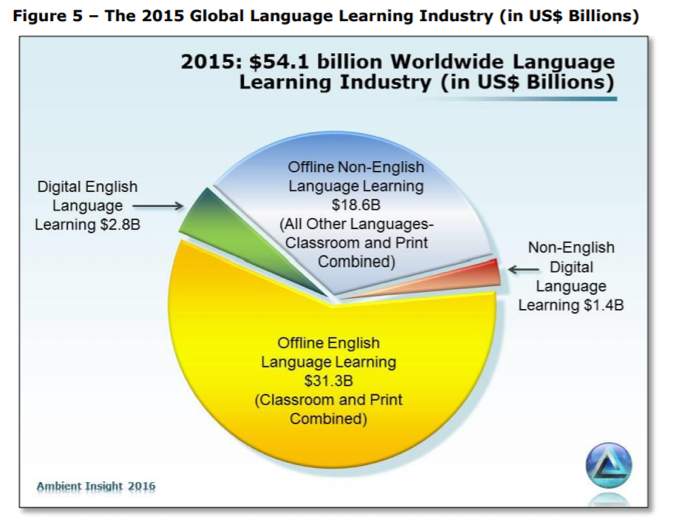 Figure 5 – The 2015 Global Language Learning Industry (in US$ Billions)
2015: $54.1 billion Worldwide Language
Learning Industry (in US$ Billions)
Offline Non-English
Language Learning
$18.6B
(All Other Languages-
Classroom and Print
Combined)
Digital English
Language
Learning $2.8B
Non-English
Digital
Language
Learning $1.4B
Offline English
Language Learning
$31.3B
(Classroom and Print
Combined)
Ambient Insight 2016